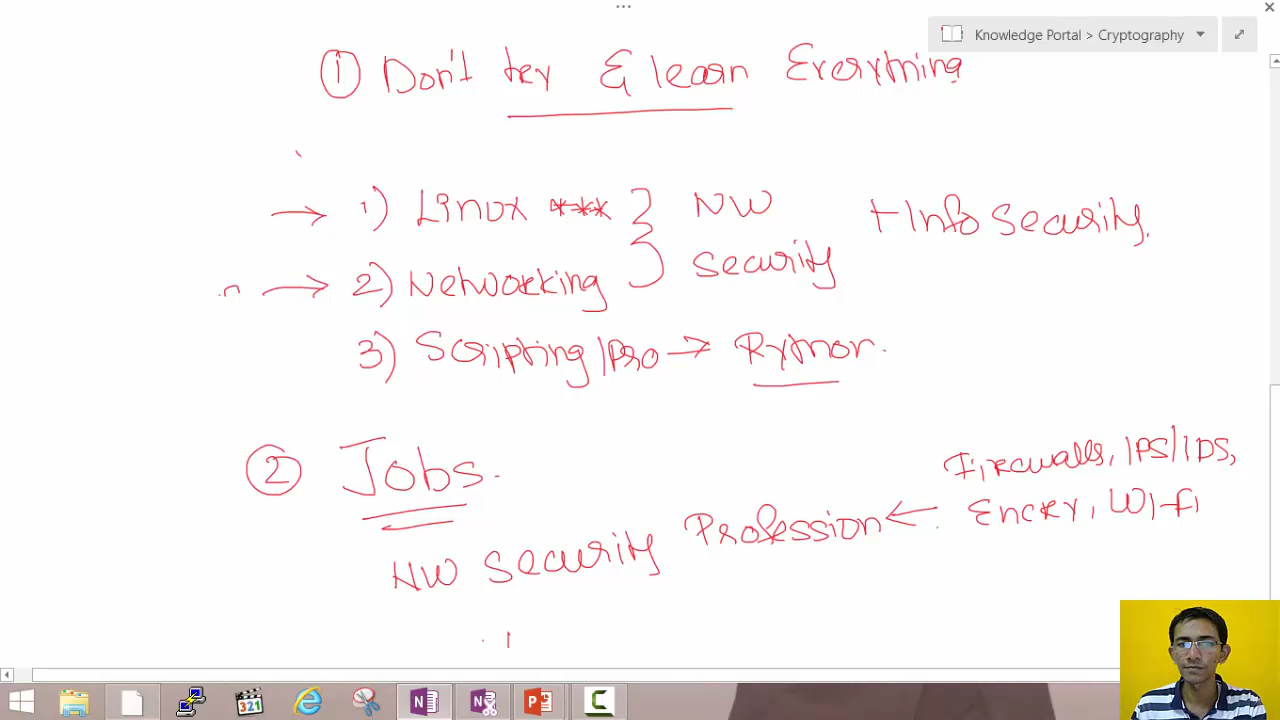 Knowledge Portal > Cryptography
① Don't try & learn Everything
1) Linux *** } NW + Info Security.
2) Networking } Security
3) Scripting/Pro → Python.
② Jobs.
Firewalls, IPS/IDS,
NW Security Profession ← Encry, Wi-fi
321